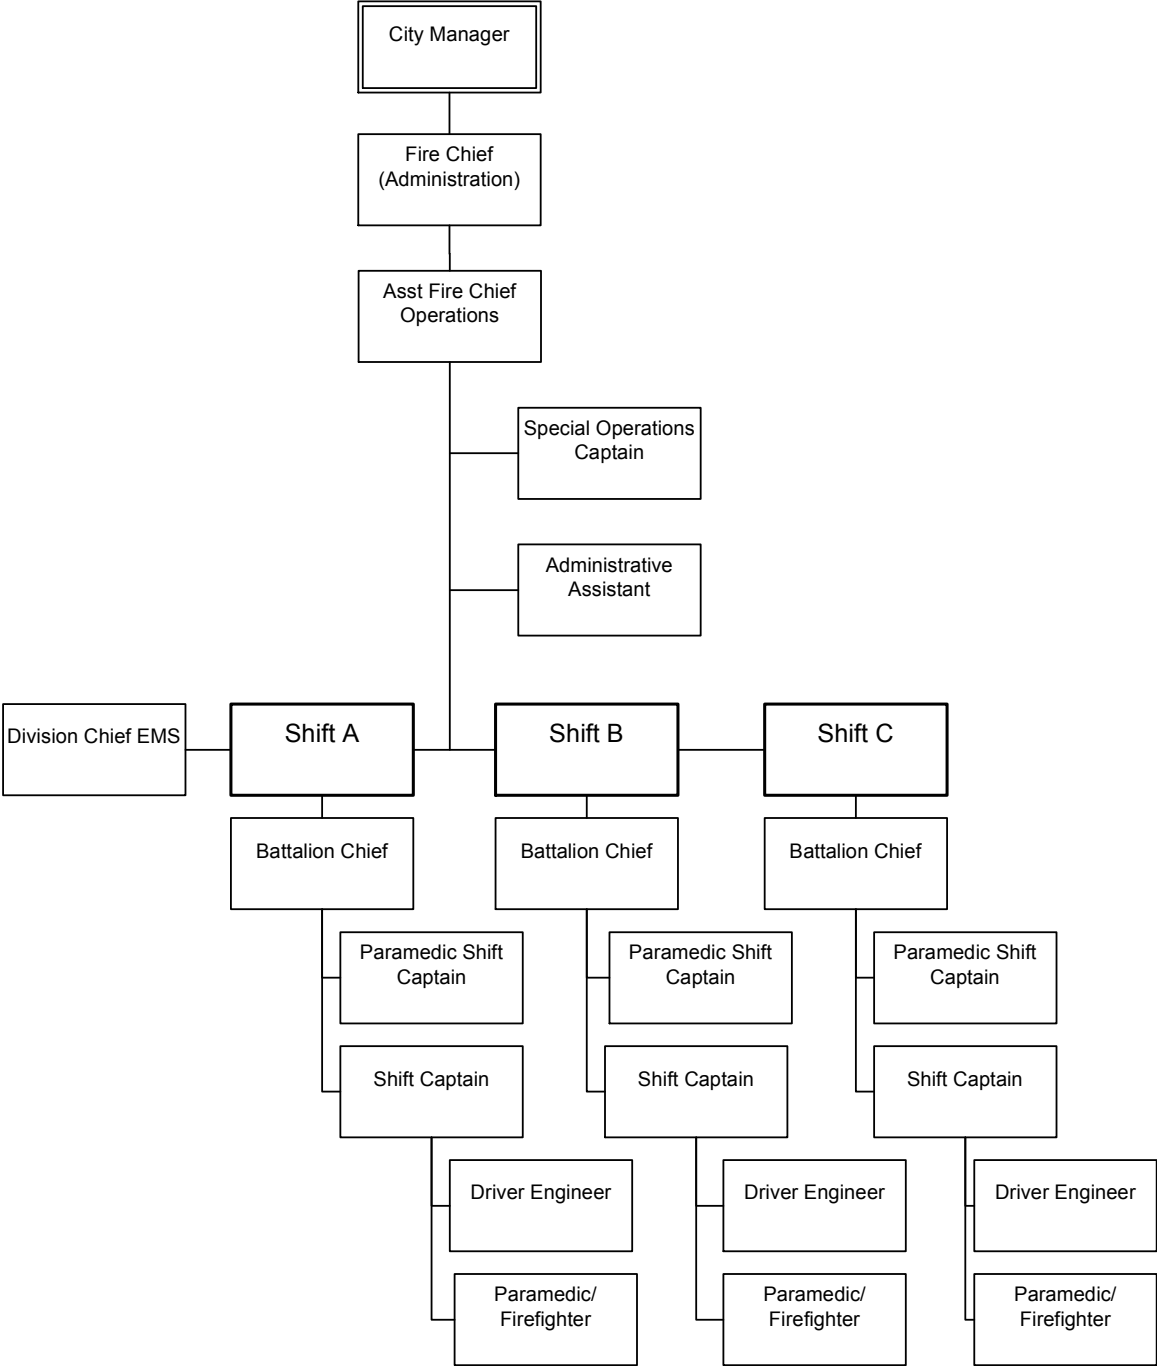 City Manager
Fire Chief
(Administration)
Asst Fire Chief
Operations
Special Operations
Captain
Administrative
Assistant
Division Chief EMS
Shift A
Shift B
Shift C
Battalion Chief
Battalion Chief
Battalion Chief
Paramedic Shift
Captain
Paramedic Shift
Captain
Paramedic Shift
Captain
Shift Captain
Shift Captain
Shift Captain
Driver Engineer
Driver Engineer
Driver Engineer
Paramedic/
Firefighter
Paramedic/
Firefighter
Paramedic/
Firefighter